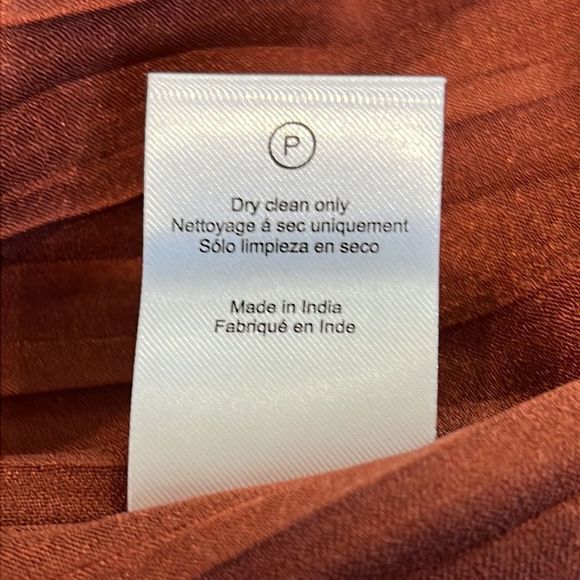 P
Dry clean only
Nettoyage à sec uniquement
Sólo limpieza en seco
Made in India
Fabriqué en Inde